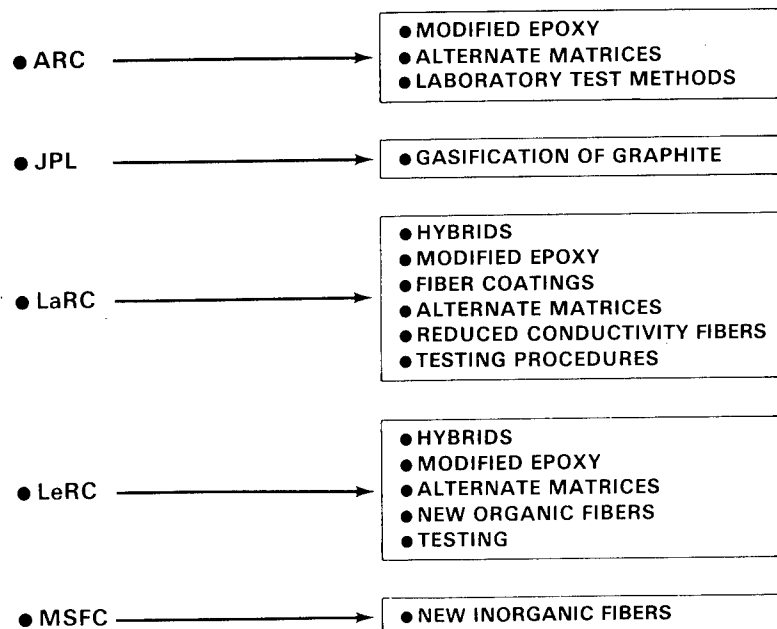 ● ARC
● MODIFIED EPOXY
● ALTERNATE MATRICES
● LABORATORY TEST METHODS
● JPL
● GASIFICATION OF GRAPHITE
● LaRC
● HYBRIDS
● MODIFIED EPOXY
● FIBER COATINGS
● ALTERNATE MATRICES
● REDUCED CONDUCTIVITY FIBERS
● TESTING PROCEDURES
● LeRC
● HYBRIDS
● MODIFIED EPOXY
● ALTERNATE MATRICES
● NEW ORGANIC FIBERS
● TESTING
● MSFC
● NEW INORGANIC FIBERS